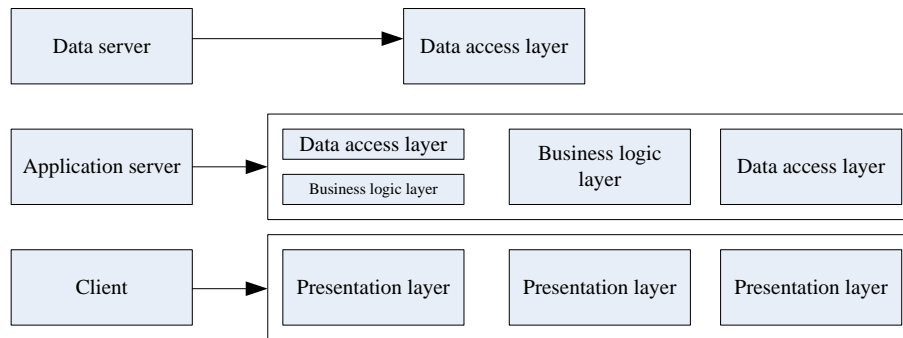 Data server
Data access layer
Application server
Data access layer
Business logic layer
Business logic
layer
Data access layer
Client
Presentation layer
Presentation layer
Presentation layer